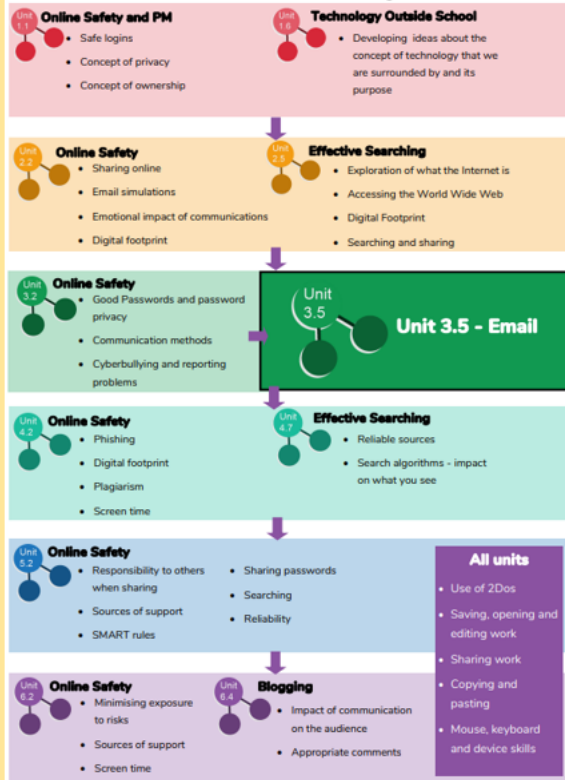 Unit
1.1
Online Safety and PM
• Safe logins
• Concept of privacy
• Concept of ownership
Unit
1.6
Technology Outside School
• Developing ideas about the
concept of technology that we
are surrounded by and its
purpose
Unit
2.2
Online Safety
• Sharing online
• Email simulations
• Emotional impact of communications
• Digital footprint
Unit
2.5
Effective Searching
• Exploration of what the Internet is
• Accessing the World Wide Web
• Digital Footprint
• Searching and sharing
Unit
3.2
Online Safety
• Good Passwords and password
privacy
• Communication methods
• Cyberbullying and reporting
problems
Unit
3.5
Unit 3.5 - Email
Unit
4.2
Online Safety
• Phishing
• Digital footprint
• Plagiarism
• Screen time
Unit
4.7
Effective Searching
• Reliable sources
• Search algorithms - impact
on what you see
Unit
5.2
Online Safety
• Responsibility to others
when sharing
• Sources of support
• SMART rules
• Sharing passwords
• Searching
• Reliability
All units
• Use of 2Dos
• Saving, opening and
editing work
• Sharing work
• Copying and
pasting
• Mouse, keyboard
and device skills
Unit
6.2
Online Safety
• Minimising exposure
to risks
• Sources of support
• Screen time
Unit
6.4
Blogging
• Impact of communication
on the audience
• Appropriate comments